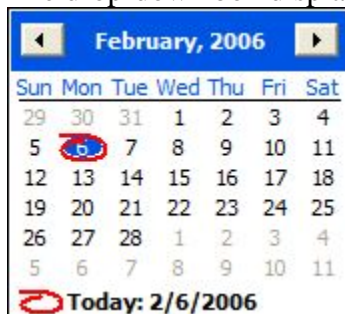 February, 2006
Sun Mon Tue Wed Thu Fri Sat
29 30 31 1 2 3 4
5 6 7 8 9 10 11
12 13 14 15 16 17 18
19 20 21 22 23 24 25
26 27 28 1 2 3 4
5 6 7 8 9 10 11
Today: 2/6/2006